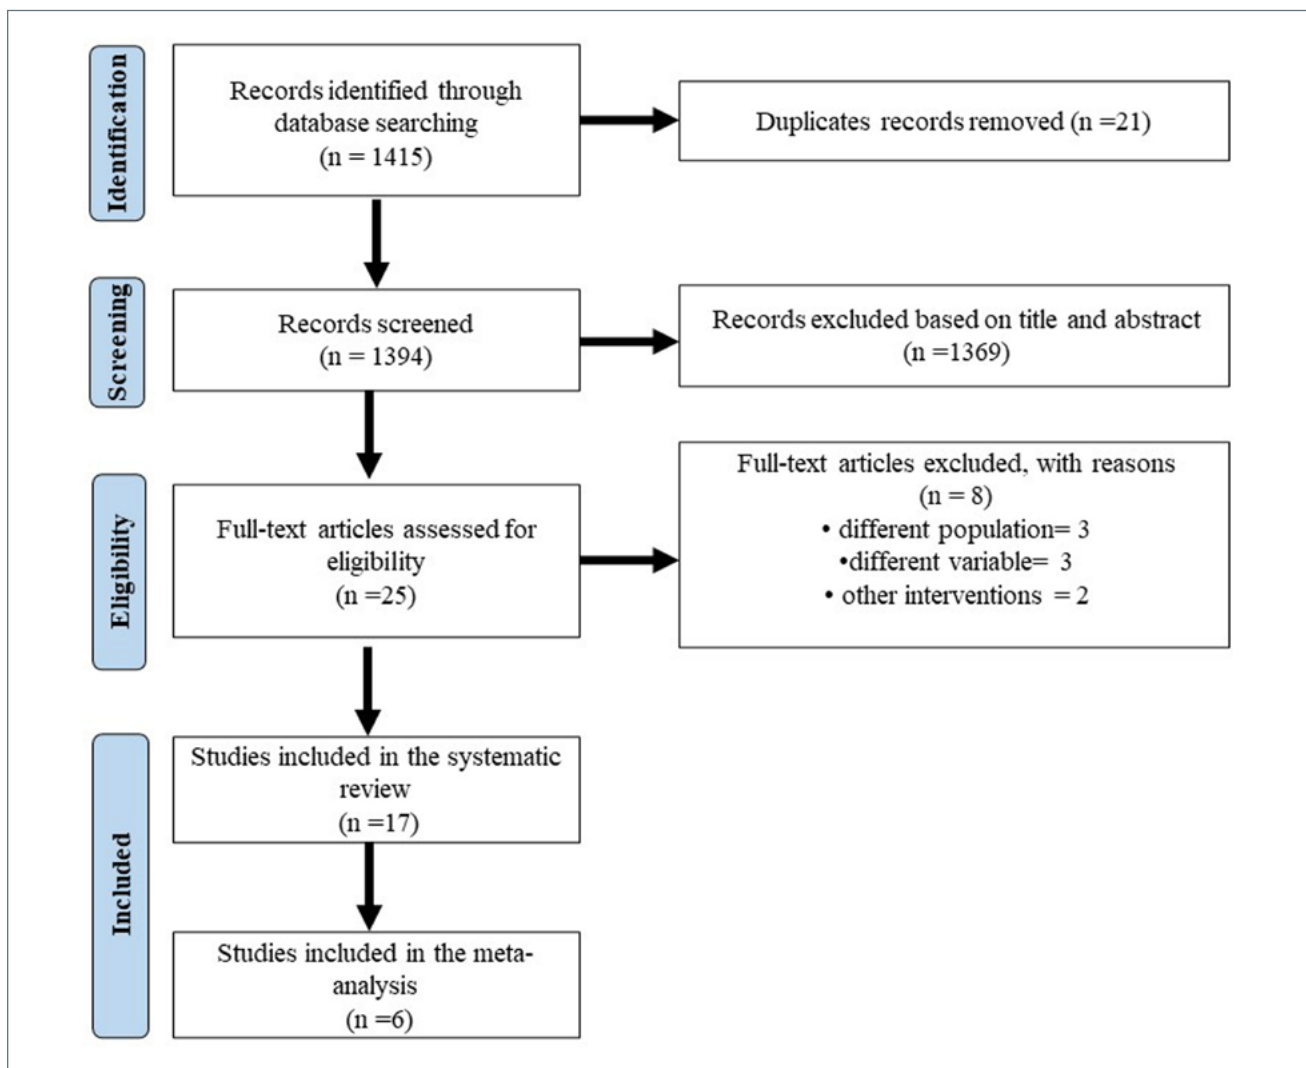 Identification
Records identified through
database searching
(n = 1415)
Duplicates records removed (n =21)
Screening
Records screened
(n = 1394)
Records excluded based on title and abstract
(n =1369)
Eligibility
Full-text articles assessed for
eligibility
(n =25)
Full-text articles excluded, with reasons
(n = 8)
• different population= 3
•different variable= 3
• other interventions = 2
Included
Studies included in the systematic
review
(n =17)
Studies included in the meta-
analysis
(n =6)